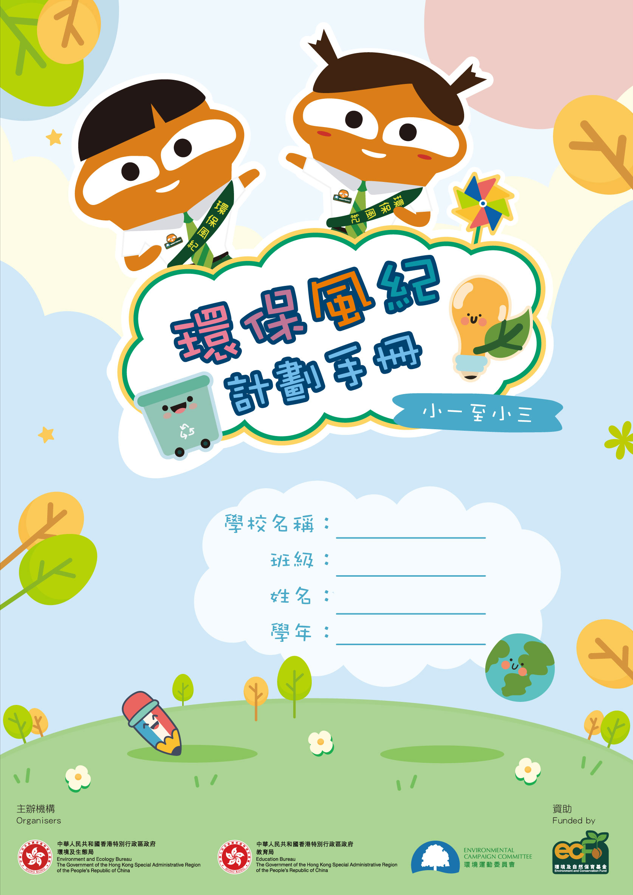 環保風紀
環保風紀
環保風紀
計劃手冊
小一至小三
學校名稱：
班級：
姓名：
學年：
主辦機構
Organisers
中華人民共和國香港特別行政區政府
環境及生態局
Environment and Ecology Bureau
The Government of the Hong Kong Special Administrative Region
of the People's Republic of China
中華人民共和國香港特別行政區政府
教育局
Education Bureau
The Government of the Hong Kong Special Administrative Region
of the People's Republic of China
ENVIRONMENTAL
CAMPAIGN COMMITTEE
環境運動委員會
資助
Funded by
ecf
環境及自然保育基金
Environment and Conservation Fund